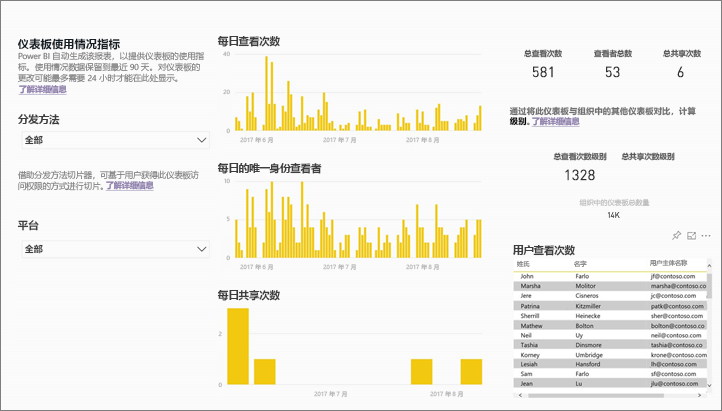 仪表板使用情况指标
Power BI 自动生成该报表，以提供仪表板的使用指
标。使用情况数据保留到最近 90 天。对仪表板的
更改可能最多需要 24 小时才能在此处显示。
了解详细信息
分发方法
全部
借助分发方法切片器，可基于用户获得此仪表板访
问权限的方式进行切片。了解详细信息
平台
全部
每日查看次数
40
20
0
2017 年 6 月
2017 年 7 月
2017 年 8 月
每日的唯一身份查看者
10
5
0
2017 年 6 月
2017 年 7 月
2017 年 8 月
每日共享次数
2
0
2017 年 7 月
2017 年 8 月
总查看次数
查看者总数
总共享次数
581
53
6
通过将此仪表板与组织中的其他仪表板对比，计算
级别。了解详细信息
总查看次数级别
总共享次数级别
1328
组织中的仪表板总数量
14K
用户查看次数
姓氏 名字 用户主体名称
John Farlo jf@contoso.com
Marsha Molitor marsha@contoso.co
Jere Cisneros jc@contoso.com
Patrina Kitzmiller patk@contoso.com
Sherrill Heinecke sher@contoso.com
Mathew Bolton bolton@contoso.co
Neil Uy neil@contoso.com
Tashia Dinsmore tashia@contoso.co
Korney Umbridge krone@contoso.com
Lesiah Hansford lh@contoso.com
Sam Farlo sf@contoso.com
Jean Lu jlu@contoso.com